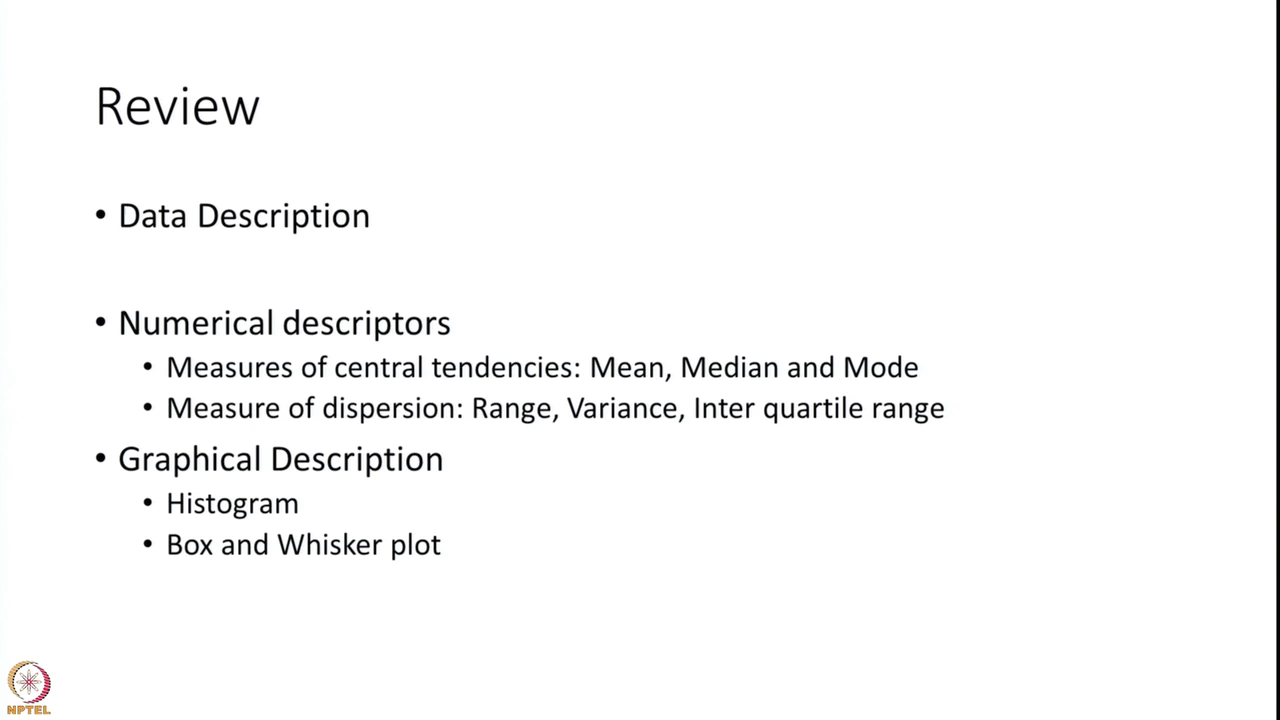 Review
• Data Description
• Numerical descriptors
• Measures of central tendencies: Mean, Median and Mode
• Measure of dispersion: Range, Variance, Inter quartile range
• Graphical Description
• Histogram
• Box and Whisker plot
NPTEL